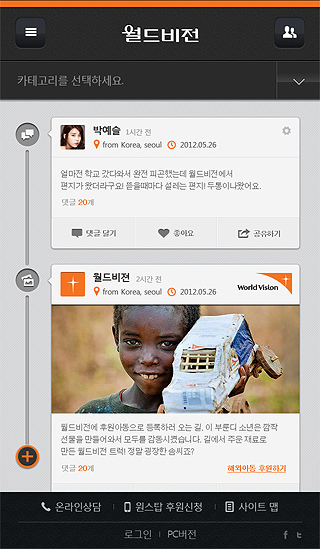 월드비전
카테고리를 선택하세요.
박예슬 1시간 전
from Korea, seoul 2012.05.26
얼마전 학교 갔다와서 완전 피곤했는데 월드비전에서
편지가 왔더라구요! 뜯을때마다 설레는 편지! 두통이나왔어요.
댓글 20개
댓글 달기 좋아요 공유하기
월드비젼 2시간 전
from Korea, seoul 2012.05.26
World Vision
월드비전에 후원아동으로 등록하러 오는 길, 이 부룬디 소년은 깜짝
선물을 만들어와서 모두를 감동시켰습니다. 길에서 주운 재료로
만든 월드비전 트럭! 정말 굉장한 솜씨죠?
댓글 20개 해외아동 후원하기
온라인상담 원스탑 후원신청 사이트 맵
로그인 PC버전